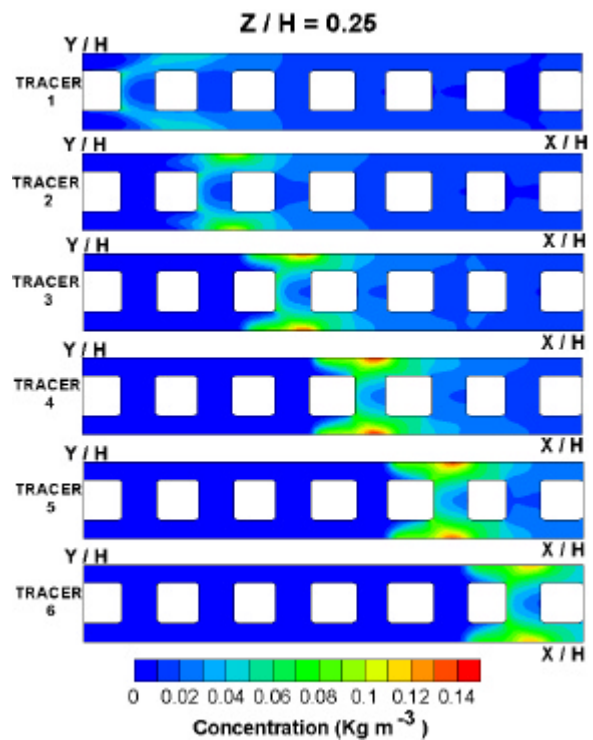 Z / H = 0.25
Y / H
TRACER
1
X / H
Y / H
TRACER
2
X / H
Y / H
TRACER
3
X / H
Y / H
TRACER
4
X / H
Y / H
TRACER
5
X / H
Y / H
TRACER
6
X / H
0 0.02 0.04 0.06 0.08 0.1 0.12 0.14
Concentration (Kg m⁻³)